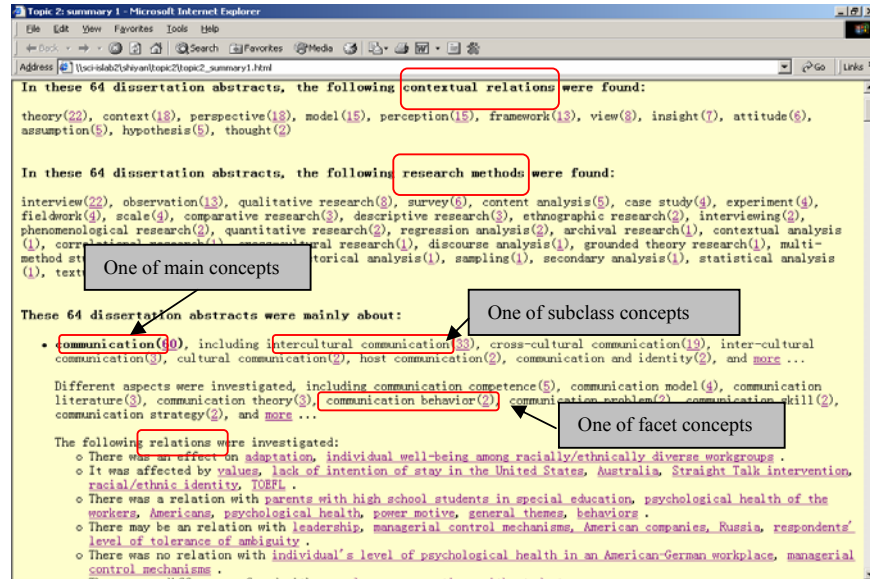 Topic 2: summary 1 - Microsoft Internet Explorer
File Edit View Favorites Tools Help
Back Search Favorites Media
Address \\sci-islab2\shiyan\topic2\topic2_summary1.html Go Links
In these 64 dissertation abstracts, the following contextual relations were found:
theory(22), context(18), perspective(18), model(15), perception(15), framework(13), view(8), insight(7), attitude(6),
assumption(5), hypothesis(5), thought(2)
In these 64 dissertation abstracts, the following research methods were found:
interview(22), observation(13), qualitative research(8), survey(6), content analysis(5), case study(4), experiment(4),
fieldwork(4), scale(4), comparative research(3), descriptive research(3), ethnographic research(2), interviewing(2),
phenomenological research(2), quantitative research(2), regression analysis(2), archival research(1), contextual analysis
(1), research(1), discourse analysis(1), grounded theory research(1), multi-
method analysis(1), sampling(1), secondary analysis(1), statistical analysis
(1),
One of main concepts
These 64 dissertation abstracts were mainly about:
One of subclass concepts
• communication(60), including intercultural communication(33), cross-cultural communication(19), inter-cultural
communication(3), cultural communication(2), host communication(2), communication and identity(2), and more ...
Different aspects were investigated, including communication competence(5), communication model(4), communication
literature(3), communication theory(3), communication behavior(2), communication problem(2), communication skill(2),
communication strategy(2), and more ...
One of facet concepts
The following relations were investigated:
o There was an effect on adaptation, individual well-being among racially/ethnically diverse workgroups .
o It was affected by values, lack of intention of stay in the United States, Australia, Straight Talk intervention,
racial/ethnic identity, TOEFL .
o There was a relation with parents with high school students in special education, psychological health of the
workers, Americans, psychological health, power motive, general themes, behaviors .
o There may be an relation with leadership, managerial control mechanisms, American companies, Russia, respondents'
level of tolerance of ambiguity .
o There was no relation with individual's level of psychological health in an American-German workplace, managerial
control mechanisms .